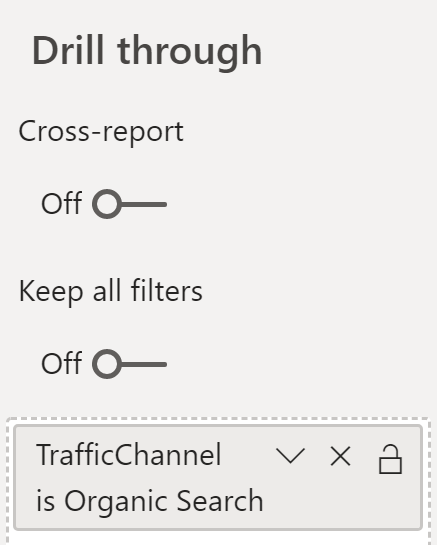 Drill through
Cross-report
Off
Keep all filters
Off
TrafficChannel
is Organic Search